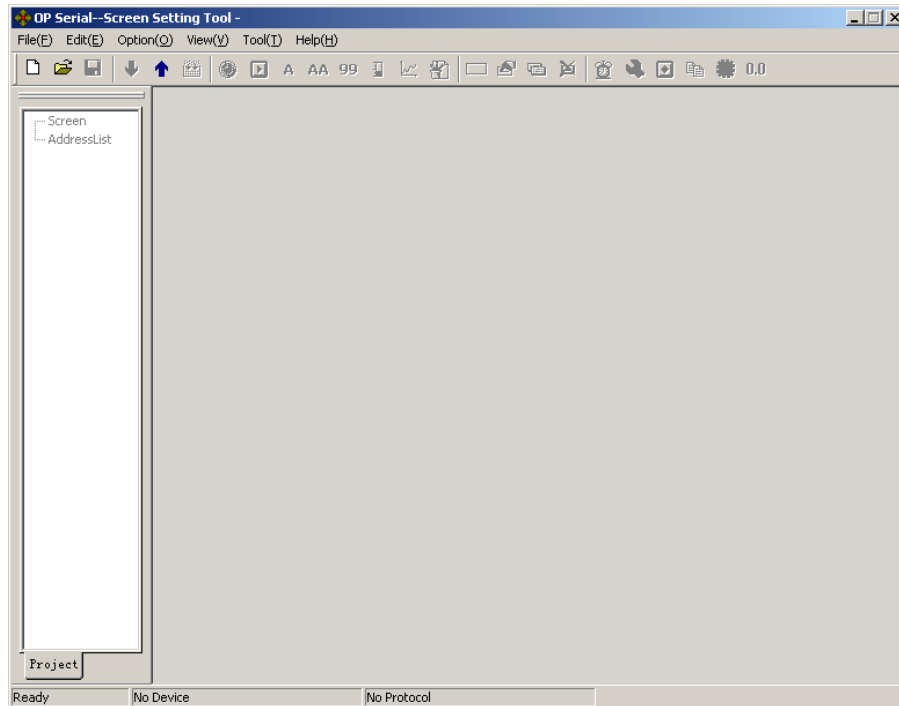 OP Serial--Screen Setting Tool -
File(F) Edit(E) Option(O) View(V) Tool(T) Help(H)
A AA 99 0.0
Screen
AddressList
Project
Ready No Device No Protocol